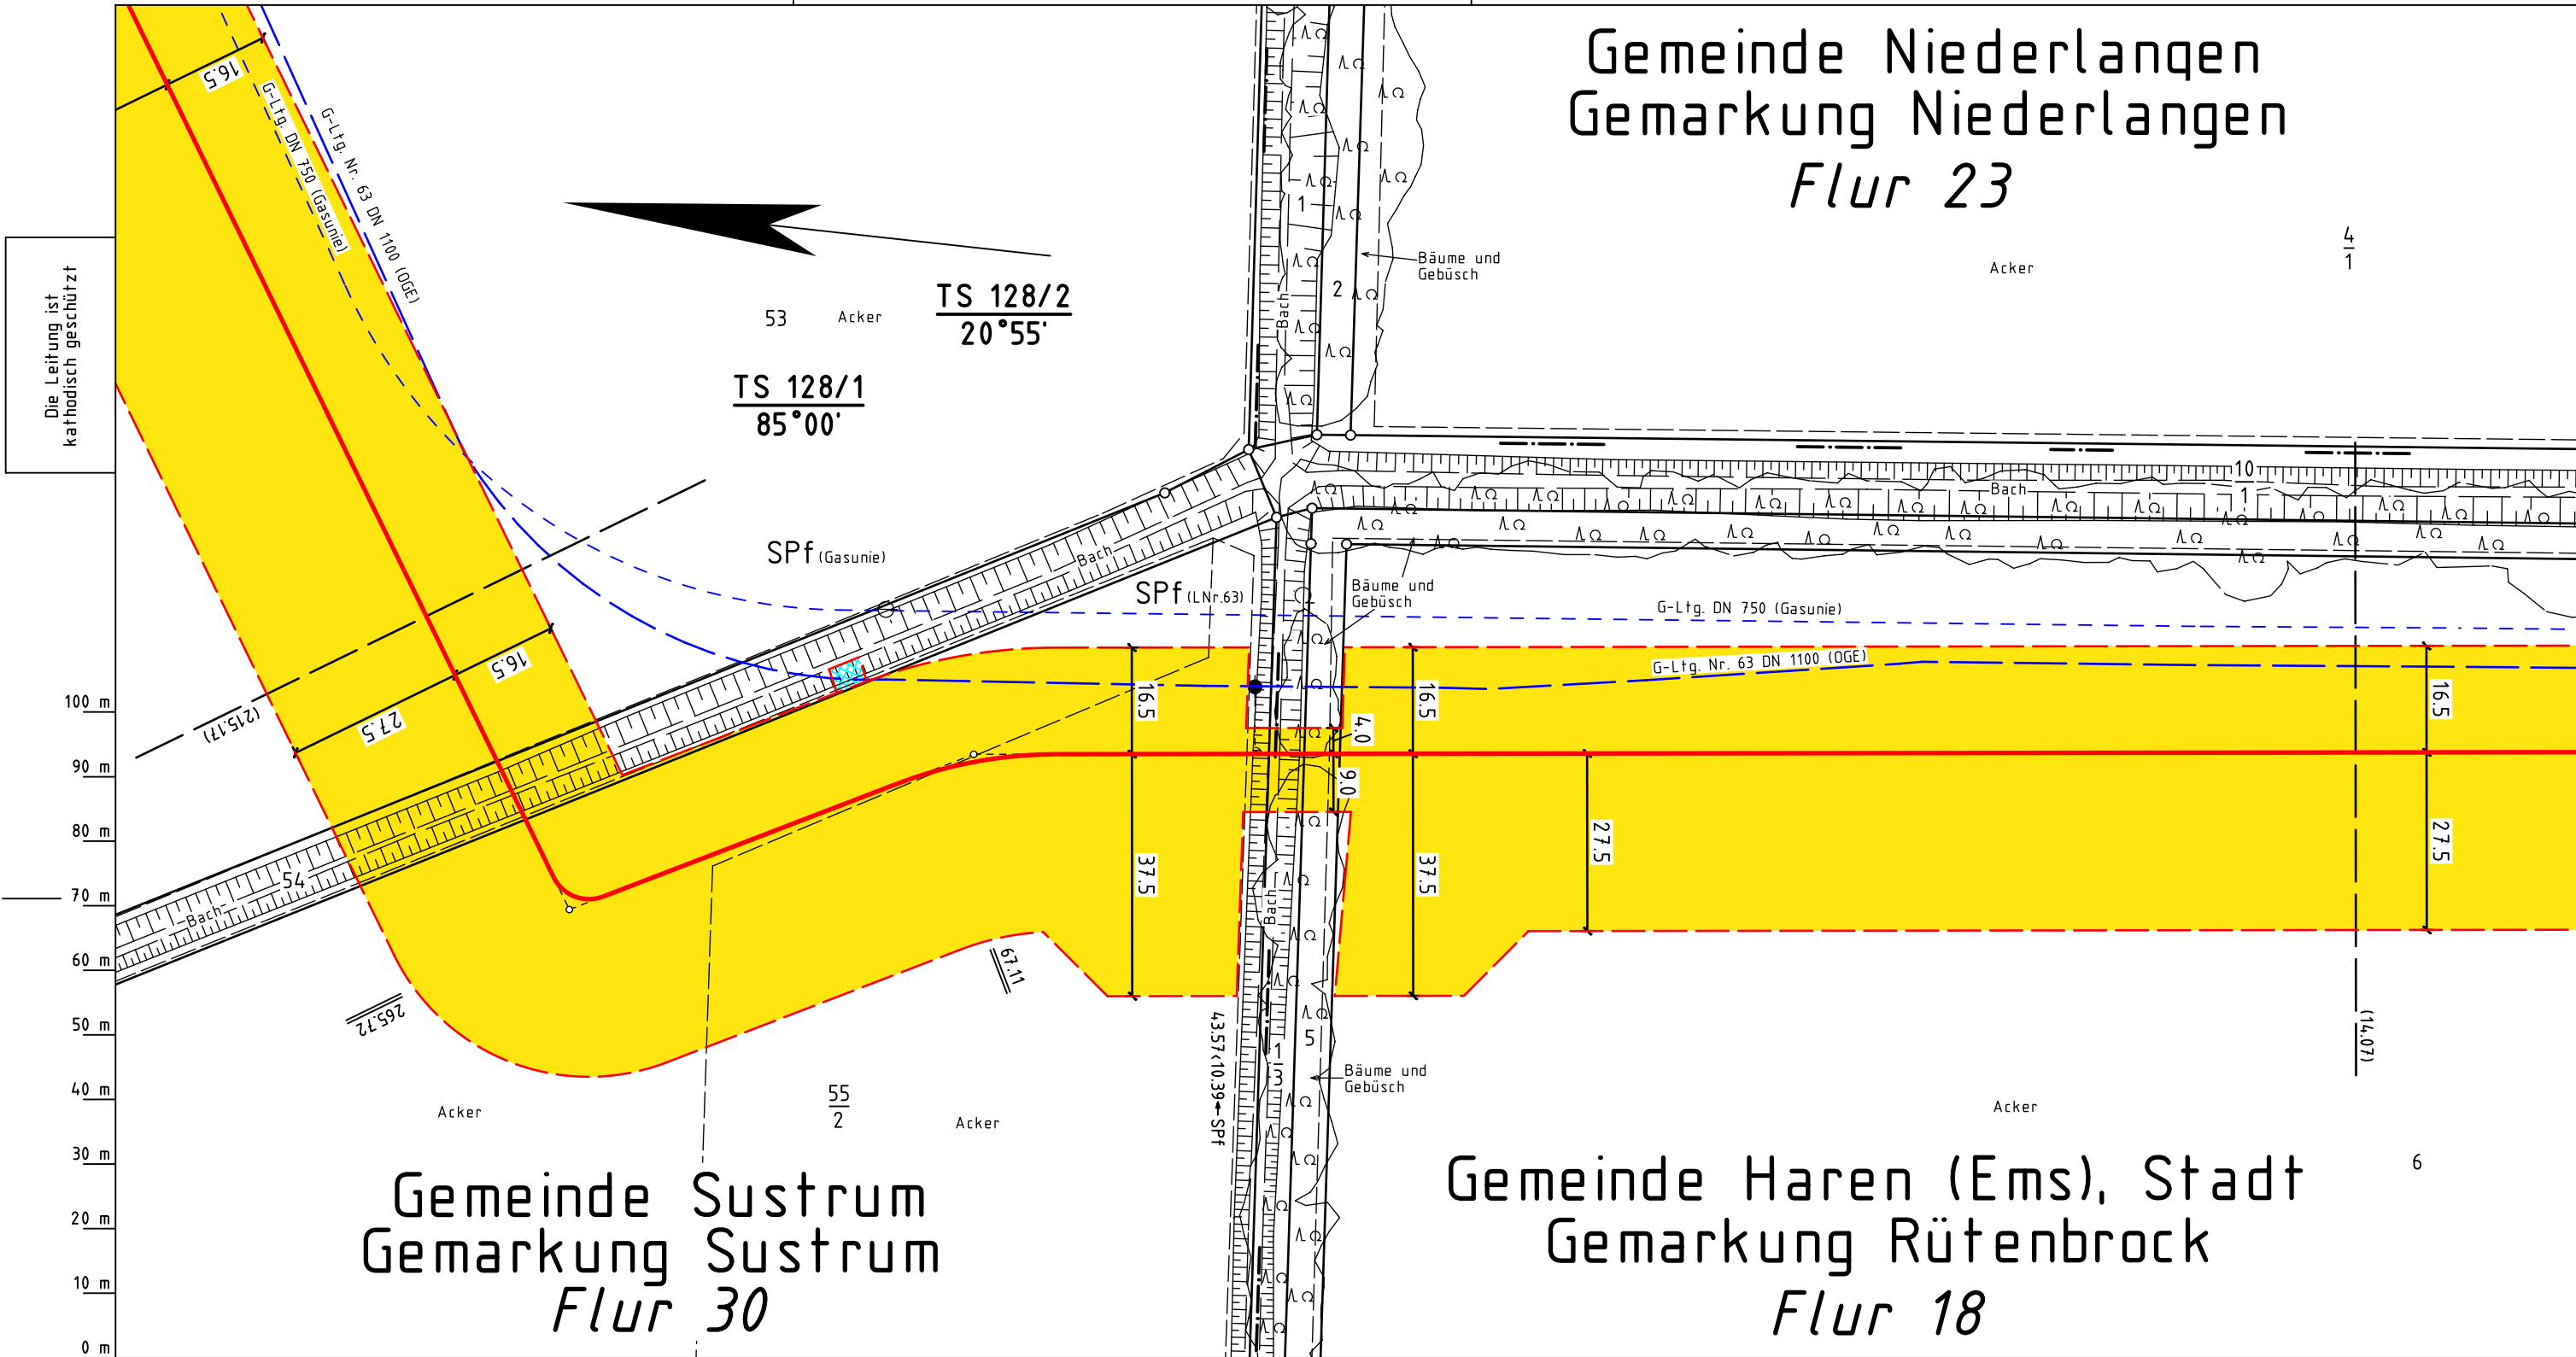 Gemeinde Niederlangen
Gemarkung Niederlangen
Flur 23
16.5
G-Ltg. DN 750 (Gasunie)
G-Ltg. Nr. 63 DN 1100 (OGE)
Die Leitung ist
kathodisch geschützt
53
Acker
TS 128/2
20°55'
TS 128/1
85°00'
1
2
Bach
Bäume und
Gebüsch
Acker
4
1
10
1
Bach
SPf (Gasunie)
Bach
SPf (LNr.63)
Bäume und
Gebüsch
G-Ltg. DN 750 (Gasunie)
G-Ltg. Nr. 63 DN 1100 (OGE)
(215.17)
16.5
27.5
16.5
16.5
4.0
16.5
9.0
37.5
37.5
27.5
27.5
100 m
90 m
80 m
70 m
60 m
50 m
40 m
30 m
20 m
10 m
0 m
54
Bach
265.72
67.11
Bach
43.57<10.39 SPf
1
3
5
Bäume und
Gebüsch
(14.07)
Acker
55
2
Acker
Acker
6
Gemeinde Sustrum
Gemarkung Sustrum
Flur 30
Gemeinde Haren (Ems), Stadt
Gemarkung Rütenbrock
Flur 18